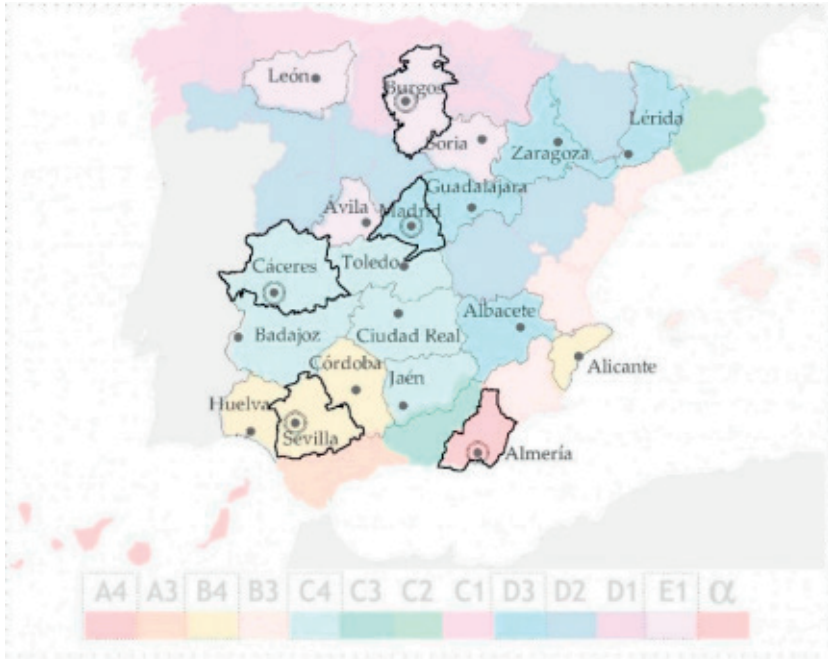 León
Burgos
Soria
Zaragoza
Lérida
Ávila
Madrid
Guadalajara
Cáceres
Toledo
Badajoz
Ciudad Real
Albacete
Córdoba
Jaén
Alicante
Huelva
Sevilla
Almería
A4 A3 B4 B3 C4 C3 C2 C1 D3 D2 D1 E1 α